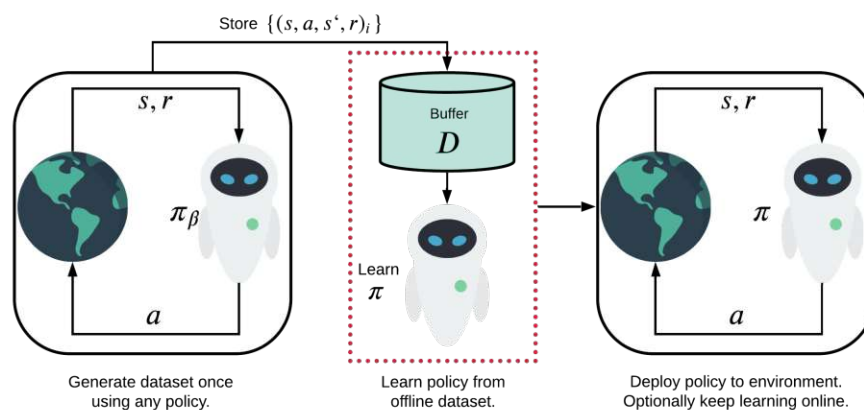 Store {(s, a, s‘, r)ᵢ}
s, r
π_β
a
Buffer
D
Learn
π
s, r
π
a
Generate dataset once
using any policy.
Learn policy from
offline dataset.
Deploy policy to environment.
Optionally keep learning online.